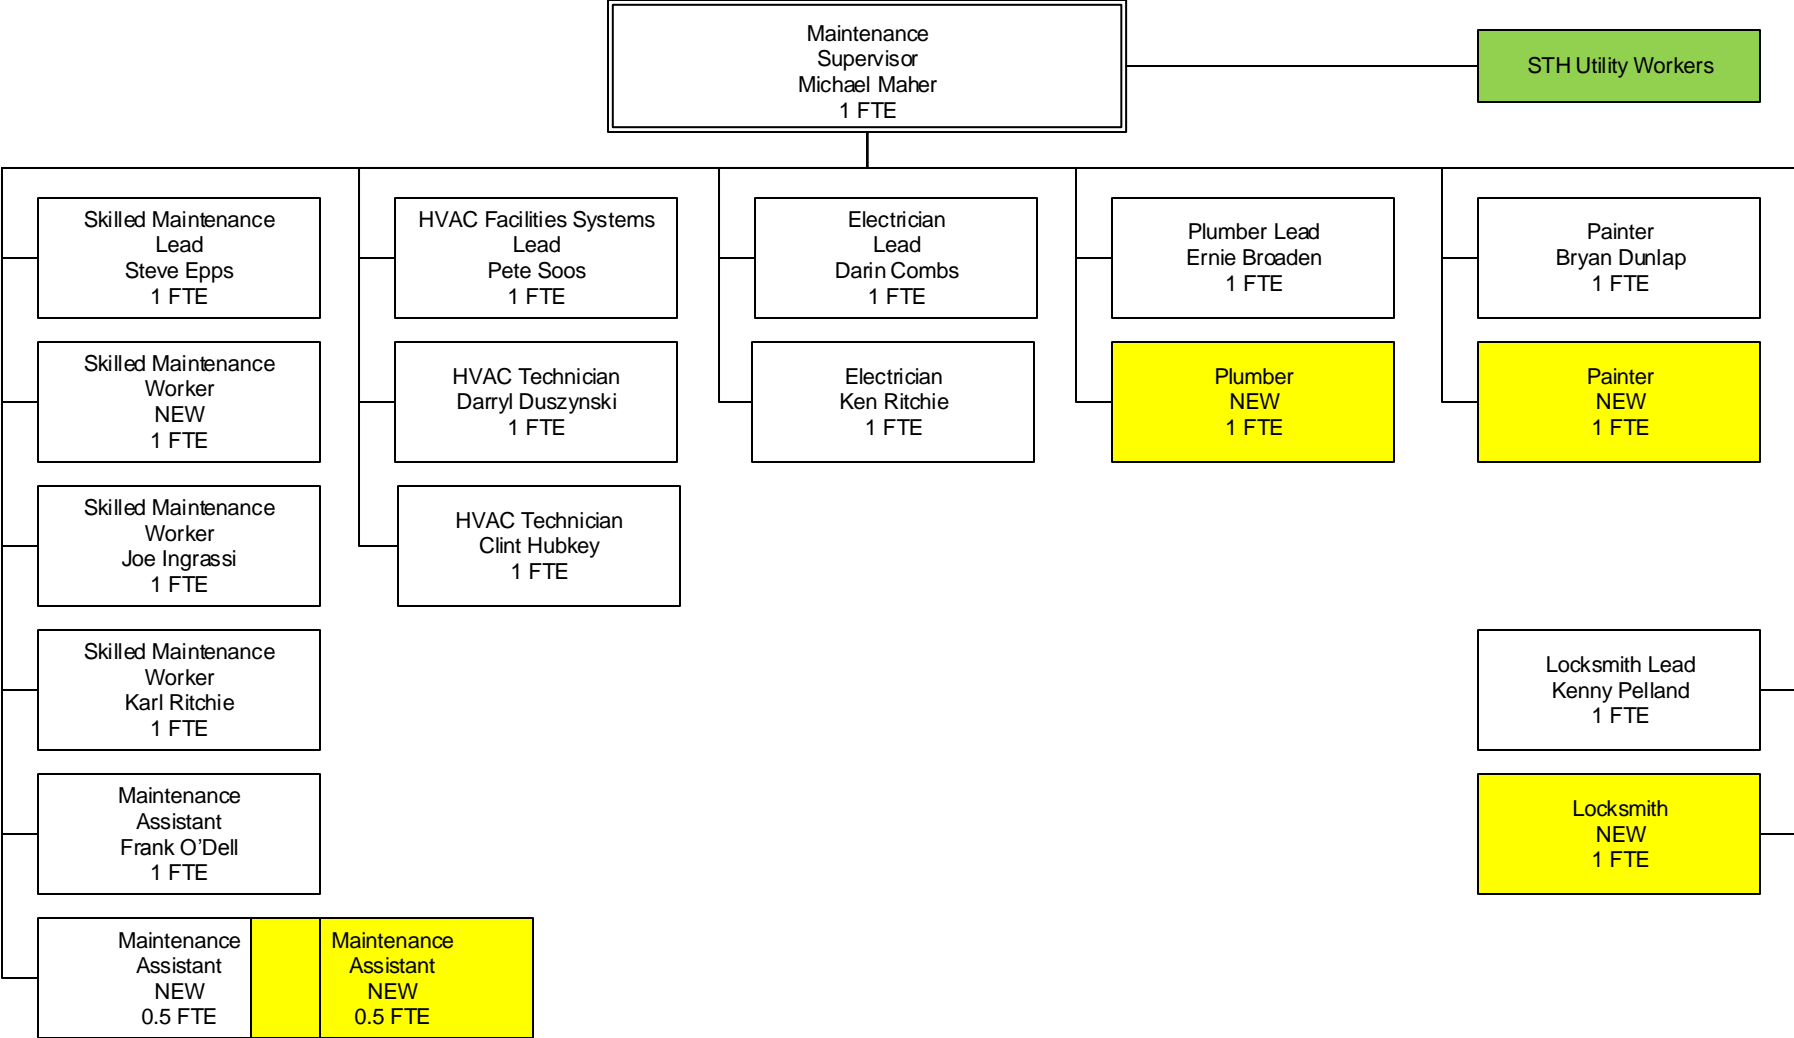 Maintenance
Supervisor
Michael Maher
1 FTE
STH Utility Workers
Skilled Maintenance
Lead
Steve Epps
1 FTE
HVAC Facilities Systems
Lead
Pete Soos
1 FTE
Electrician
Lead
Darin Combs
1 FTE
Plumber Lead
Ernie Broaden
1 FTE
Painter
Bryan Dunlap
1 FTE
Skilled Maintenance
Worker
NEW
1 FTE
HVAC Technician
Darryl Duszynski
1 FTE
Electrician
Ken Ritchie
1 FTE
Plumber
NEW
1 FTE
Painter
NEW
1 FTE
Skilled Maintenance
Worker
Joe Ingrassi
1 FTE
HVAC Technician
Clint Hubkey
1 FTE
Skilled Maintenance
Worker
Karl Ritchie
1 FTE
Locksmith Lead
Kenny Pelland
1 FTE
Maintenance
Assistant
Frank O’Dell
1 FTE
Locksmith
NEW
1 FTE
Maintenance
Assistant
NEW
0.5 FTE
Maintenance
Assistant
NEW
0.5 FTE